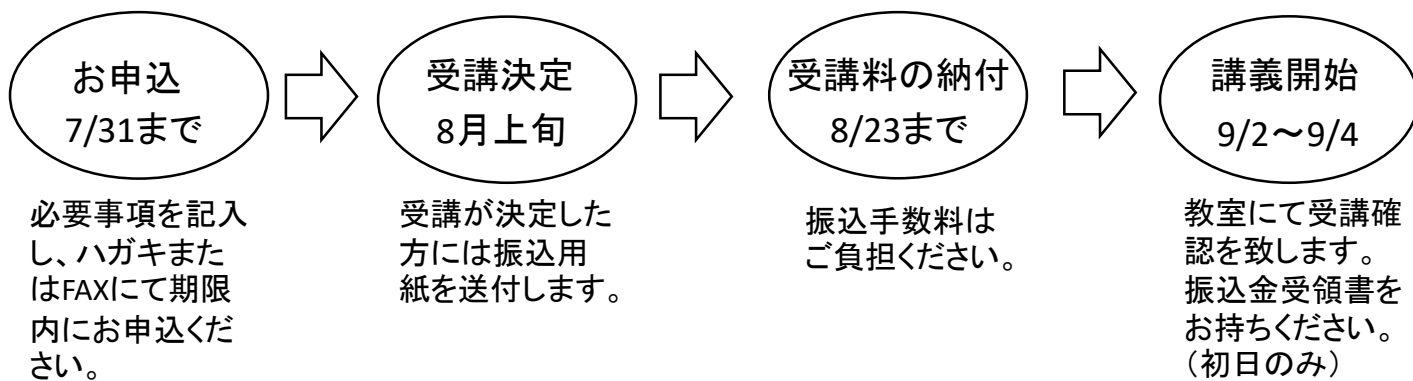 お申込
7/31まで
必要事項を記入
し、ハガキまた
はFAXにて期限
内にお申込くだ
さい。
受講決定
8月上旬
受講が決定した
方には振込用
紙を送付します。
受講料の納付
8/23まで
振込手数料は
ご負担ください。
講義開始
9/2～9/4
教室にて受講確
認を致します。
振込金受領書を
お持ちください。
（初日のみ）